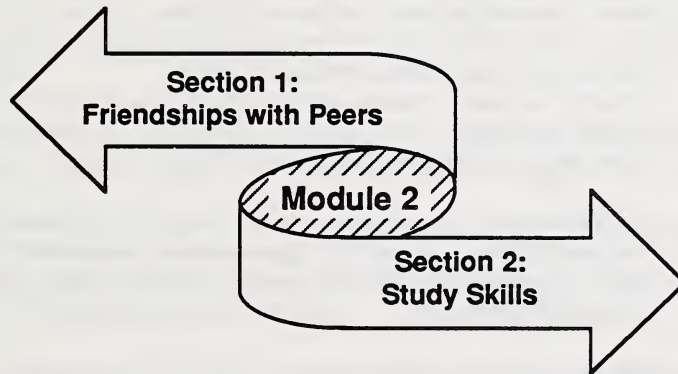 Section 1:
Friendships with Peers
Module 2
Section 2:
Study Skills